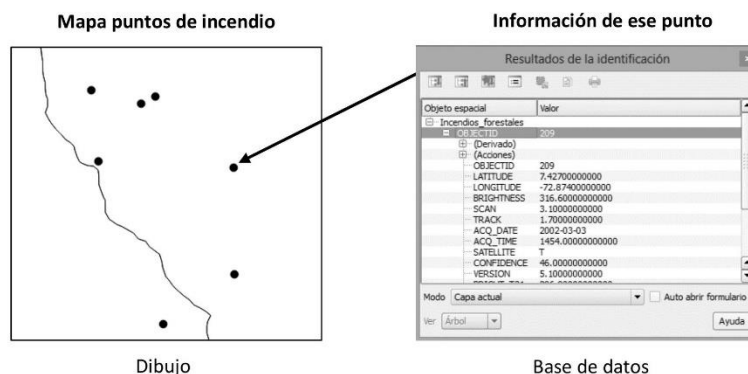 Mapa puntos de incendio
Información de ese punto
Resultados de la identificación
Objeto espacial Valor
Incendios_forestales
OBJECTID 209
(Derivado)
(Acciones)
OBJECTID 209
LATITUDE 7.42700000000
LONGITUDE -72.87400000000
BRIGHTNESS 316.60000000000
SCAN 3.10000000000
TRACK 1.70000000000
ACQ_DATE 2002-03-03
ACQ_TIME 1454.00000000000
SATELLITE T
CONFIDENCE 46.00000000000
VERSION 5.10000000000
Modo Capa actual Auto abrir formulario
Ver Árbol Ayuda
Dibujo
Base de datos